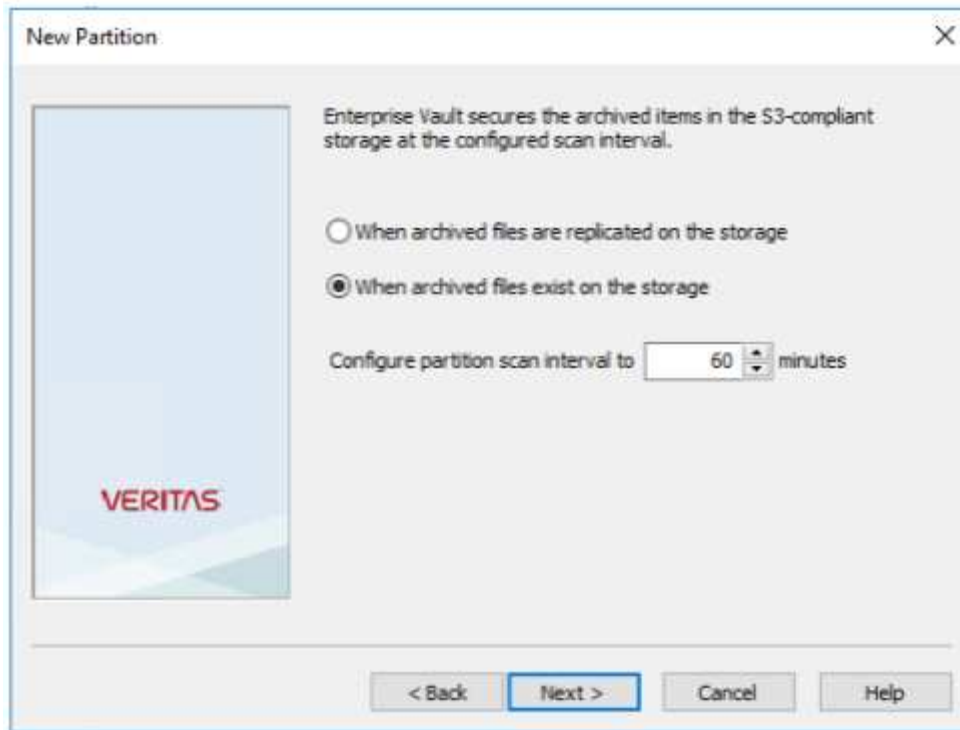 New Partition
Enterprise Vault secures the archived items in the S3-compliant
storage at the configured scan interval.
When archived files are replicated on the storage
When archived files exist on the storage
Configure partition scan interval to 60 minutes
VERITAS
< Back Next > Cancel Help